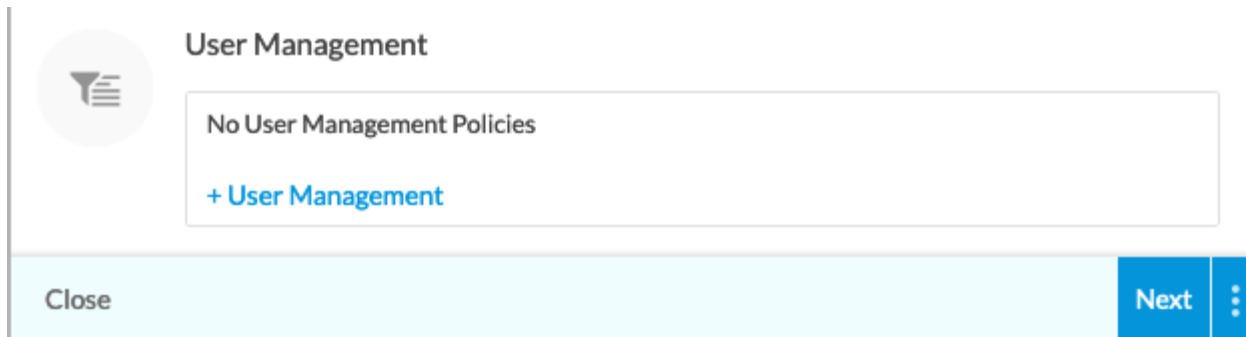 User Management
No User Management Policies
+ User Management
Close
Next